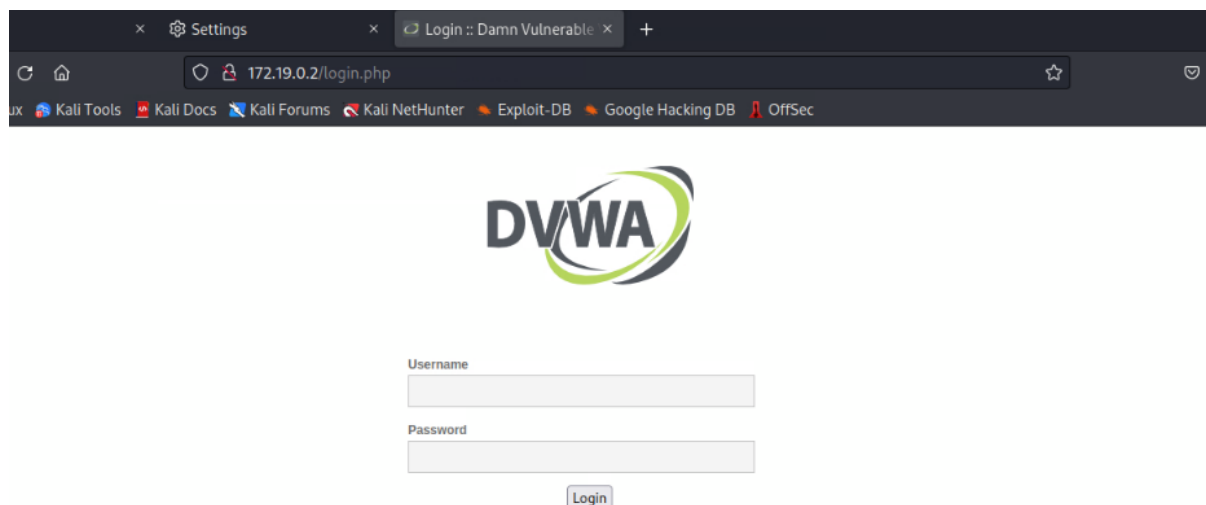 Settings
Login :: Damn Vulnerable
172.19.0.2/login.php
ux Kali Tools Kali Docs Kali Forums Kali NetHunter Exploit-DB Google Hacking DB OffSec
DVWA
Username
Password
Login